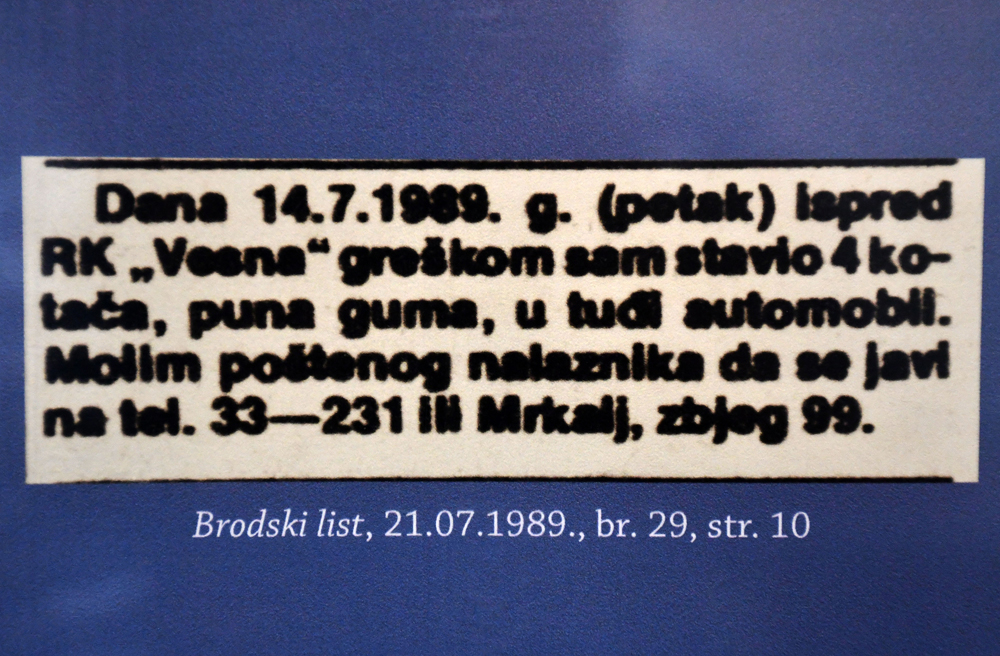 Dana 14.7.1989. g. (petak) ispred
RK „Vesna“ greškom sam stavio 4 ko-
tača, puna guma, u tuđi automobil.
Molim poštenog nalaznika da se javi
na tel. 33—231 ili Mrkalj, zbjeg 99.
Brodski list, 21.07.1989., br. 29, str. 10